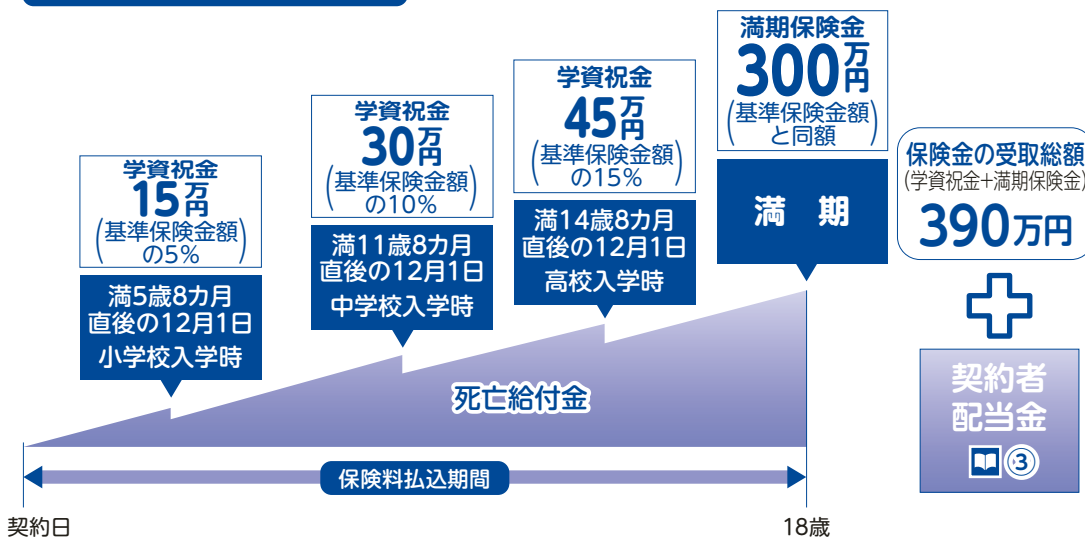 学資祝金
15万円
(基準保険金額
の5%)
満5歳8カ月
直後の12月1日
小学校入学時
学資祝金
30万円
(基準保険金額
の10%)
満11歳8カ月
直後の12月1日
中学校入学時
学資祝金
45万円
(基準保険金額
の15%)
満14歳8カ月
直後の12月1日
高校入学時
満期保険金
300万円
(基準保険金額
と同額)
満期
保険金の受取総額
(学資祝金+満期保険金)
390万円
契約者
配当金
3
死亡給付金
保険料払込期間
契約日
18歳